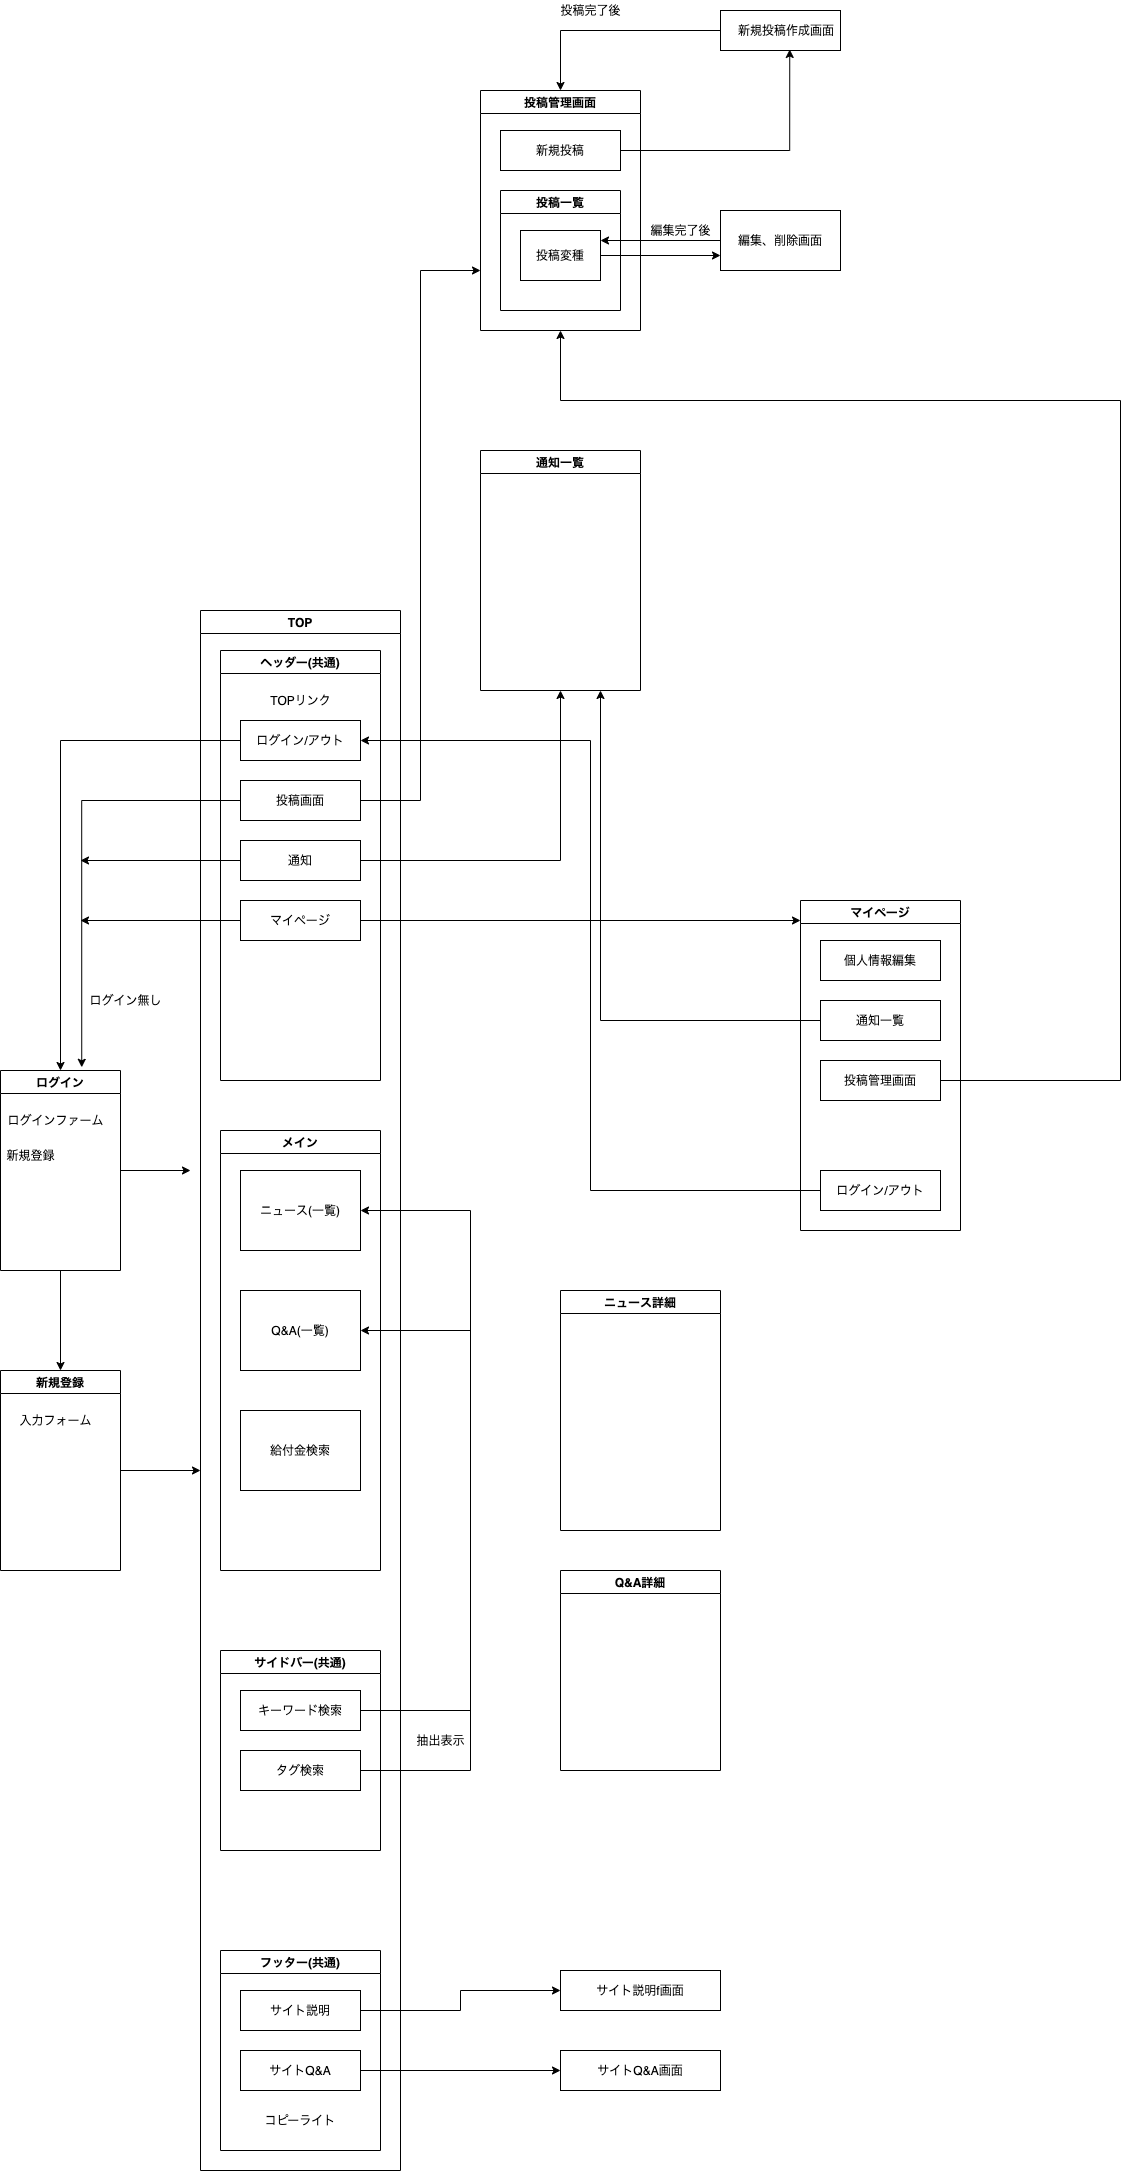 投稿完了後
新規投稿作成画面
投稿管理画面
新規投稿
投稿一覧
編集完了後
投稿変種
編集、削除画面
通知一覧
TOP
ヘッダー(共通)
TOPリンク
ログイン/アウト
投稿画面
通知
マイページ
ログイン無し
マイページ
個人情報編集
通知一覧
投稿管理画面
ログイン/アウト
ログイン
ログインファーム
新規登録
メイン
ニュース(一覧)
Q&A(一覧)
給付金検索
ニュース詳細
新規登録
入力フォーム
Q&A詳細
サイドバー(共通)
キーワード検索
抽出表示
タグ検索
フッター(共通)
サイト説明
サイト説明f画面
サイトQ&A
サイトQ&A画面
コピーライト